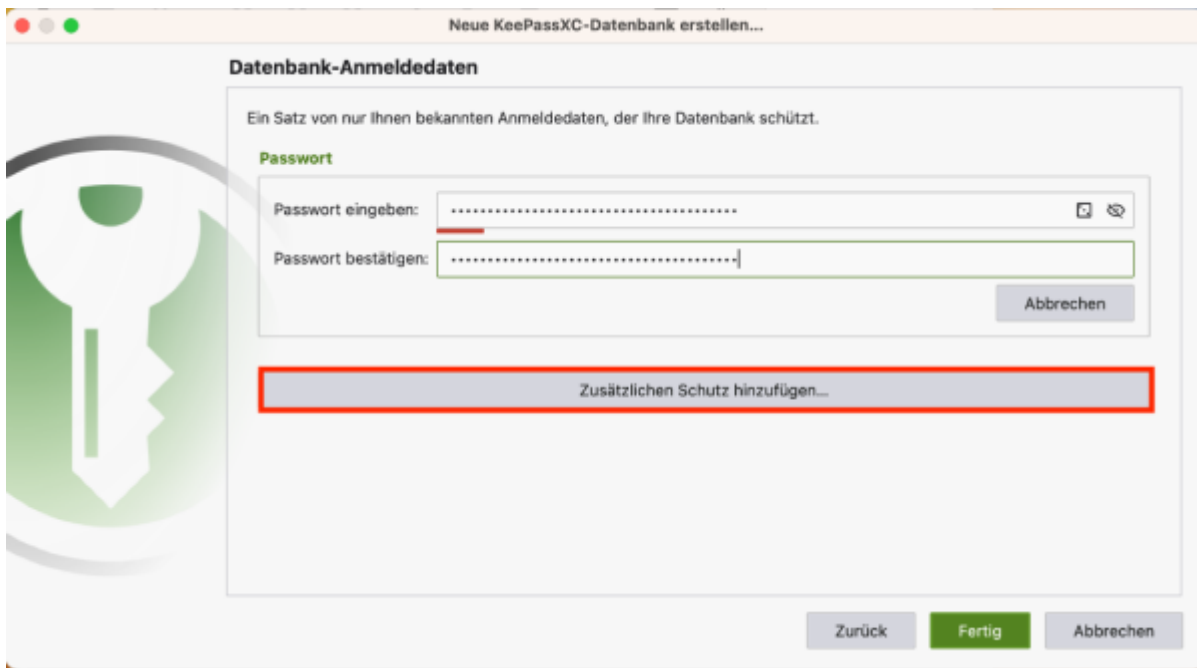 Neue KeePassXC-Datenbank erstellen...
Datenbank-Anmeldedaten
Ein Satz von nur Ihnen bekannten Anmeldedaten, der Ihre Datenbank schützt.
Passwort
Passwort eingeben:
Passwort bestätigen:
Abbrechen
Zusätzlichen Schutz hinzufügen...
Zurück Fertig Abbrechen